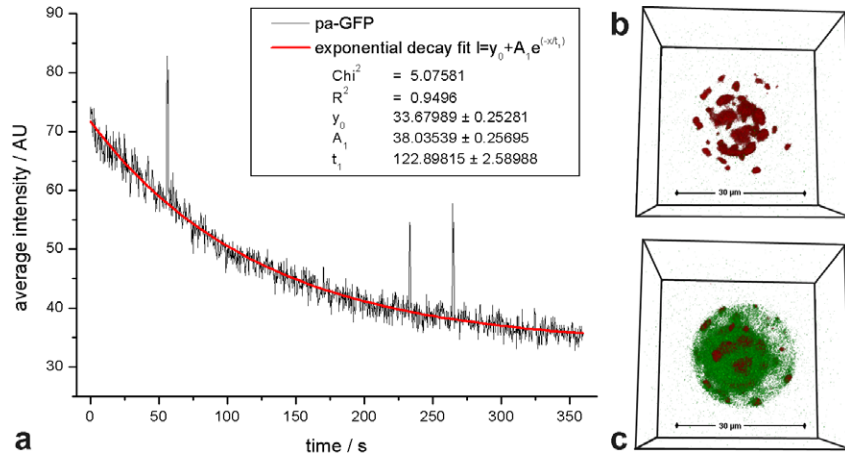 90
80
70
60
50
40
30
average intensity / AU
0 50 100 150 200 250 300 350
time / s
a
pa-GFP
exponential decay fit I=y₀+A₁e^(-x/t₁)
Chi² = 5.07581
R² = 0.9496
y₀ 33.67989 ± 0.25281
A₁ 38.03539 ± 0.25695
t₁ 122.89815 ± 2.58988
b
30 µm
c
30 µm